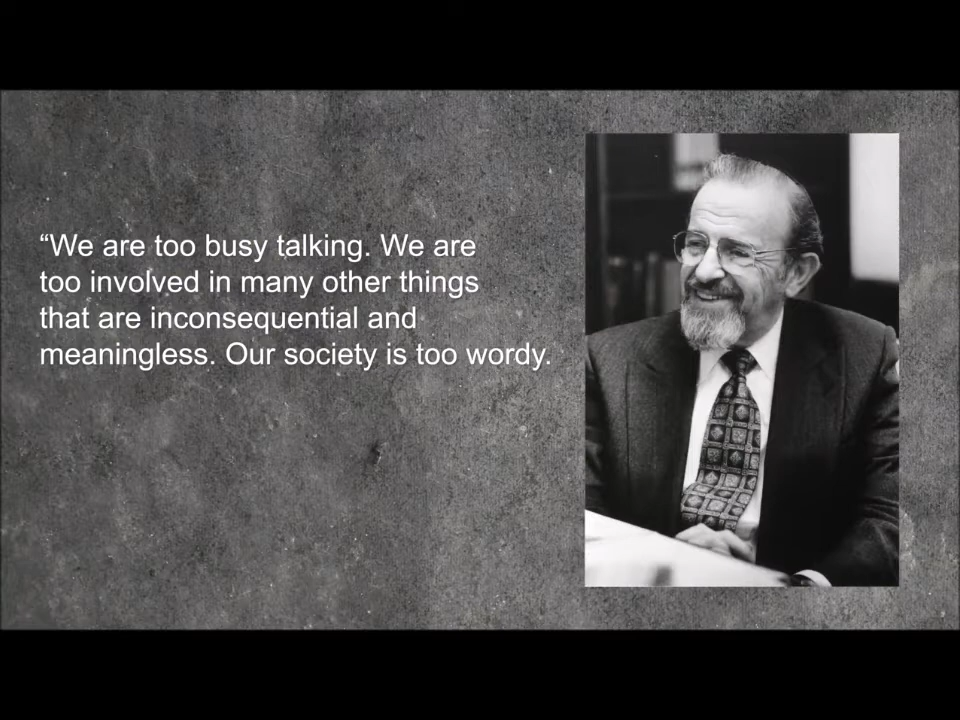 “We are too busy talking. We are
too involved in many other things
that are inconsequential and
meaningless. Our society is too wordy.